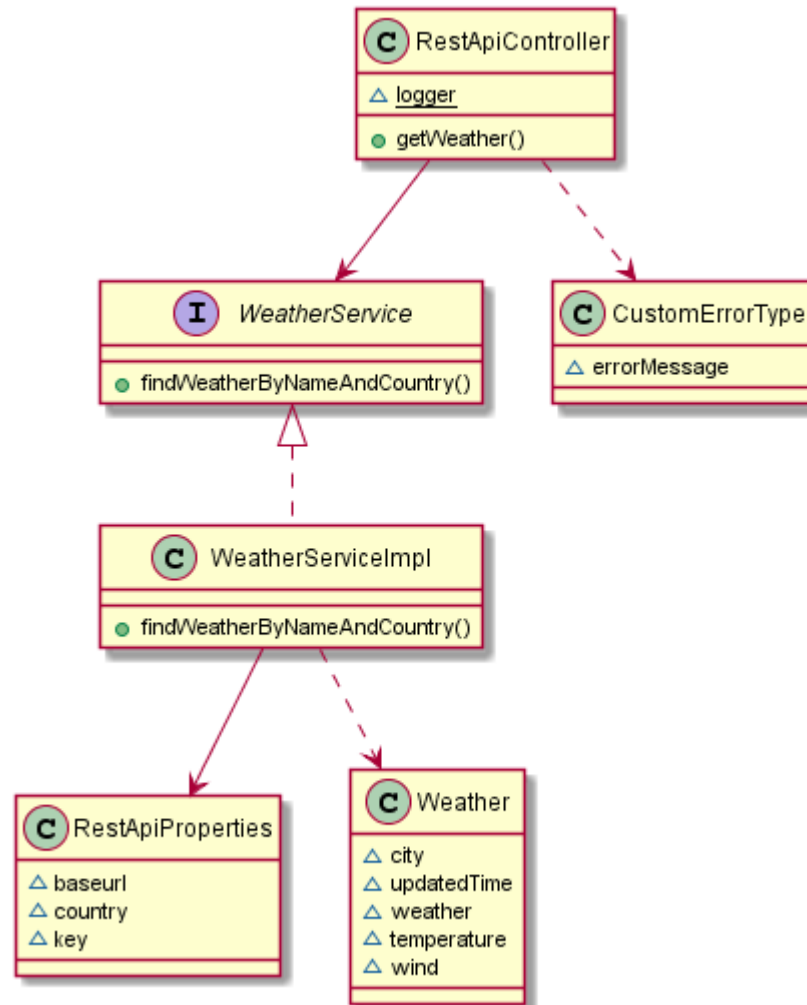 C RestApiController
logger
getWeather()
I WeatherService
findWeatherByNameAndCountry()
C CustomErrorType
errorMessage
C WeatherServiceImpl
findWeatherByNameAndCountry()
C RestApiProperties
baseurl
country
key
C Weather
city
updatedTime
weather
temperature
wind